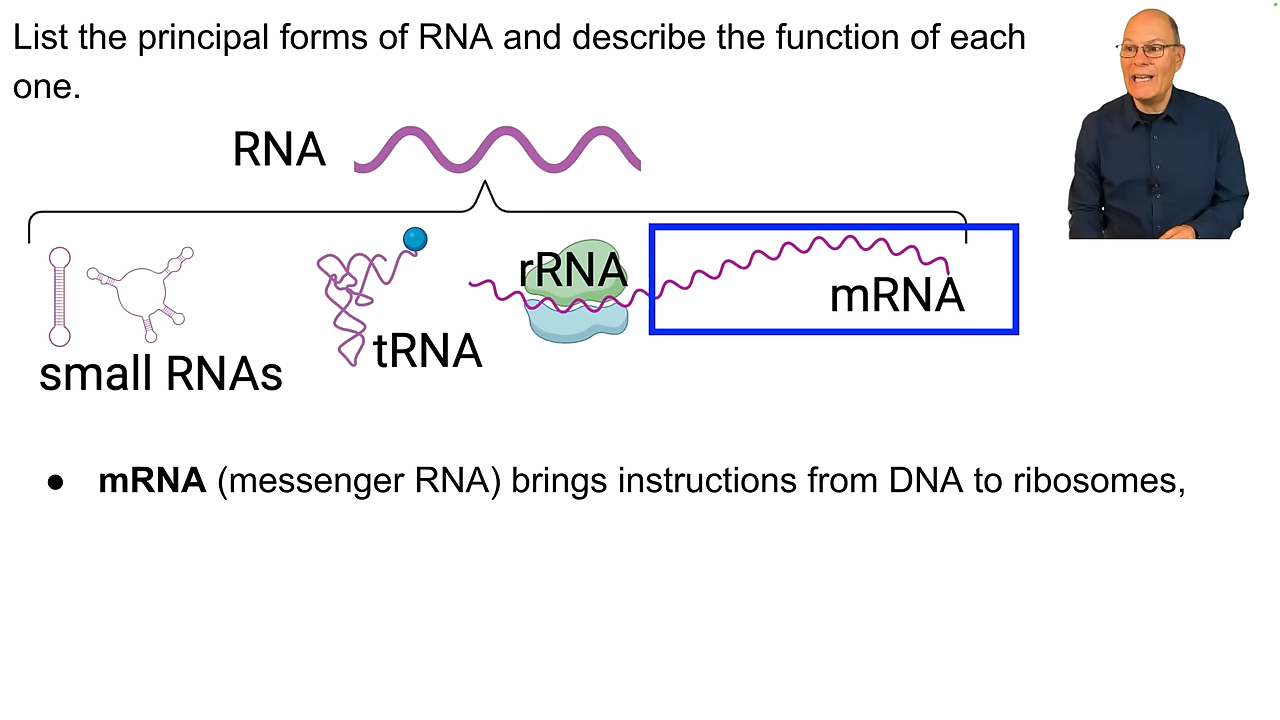 List the principal forms of RNA and describe the function of each
one.
RNA
rRNA
mRNA
tRNA
small RNAs
● mRNA (messenger RNA) brings instructions from DNA to ribosomes,